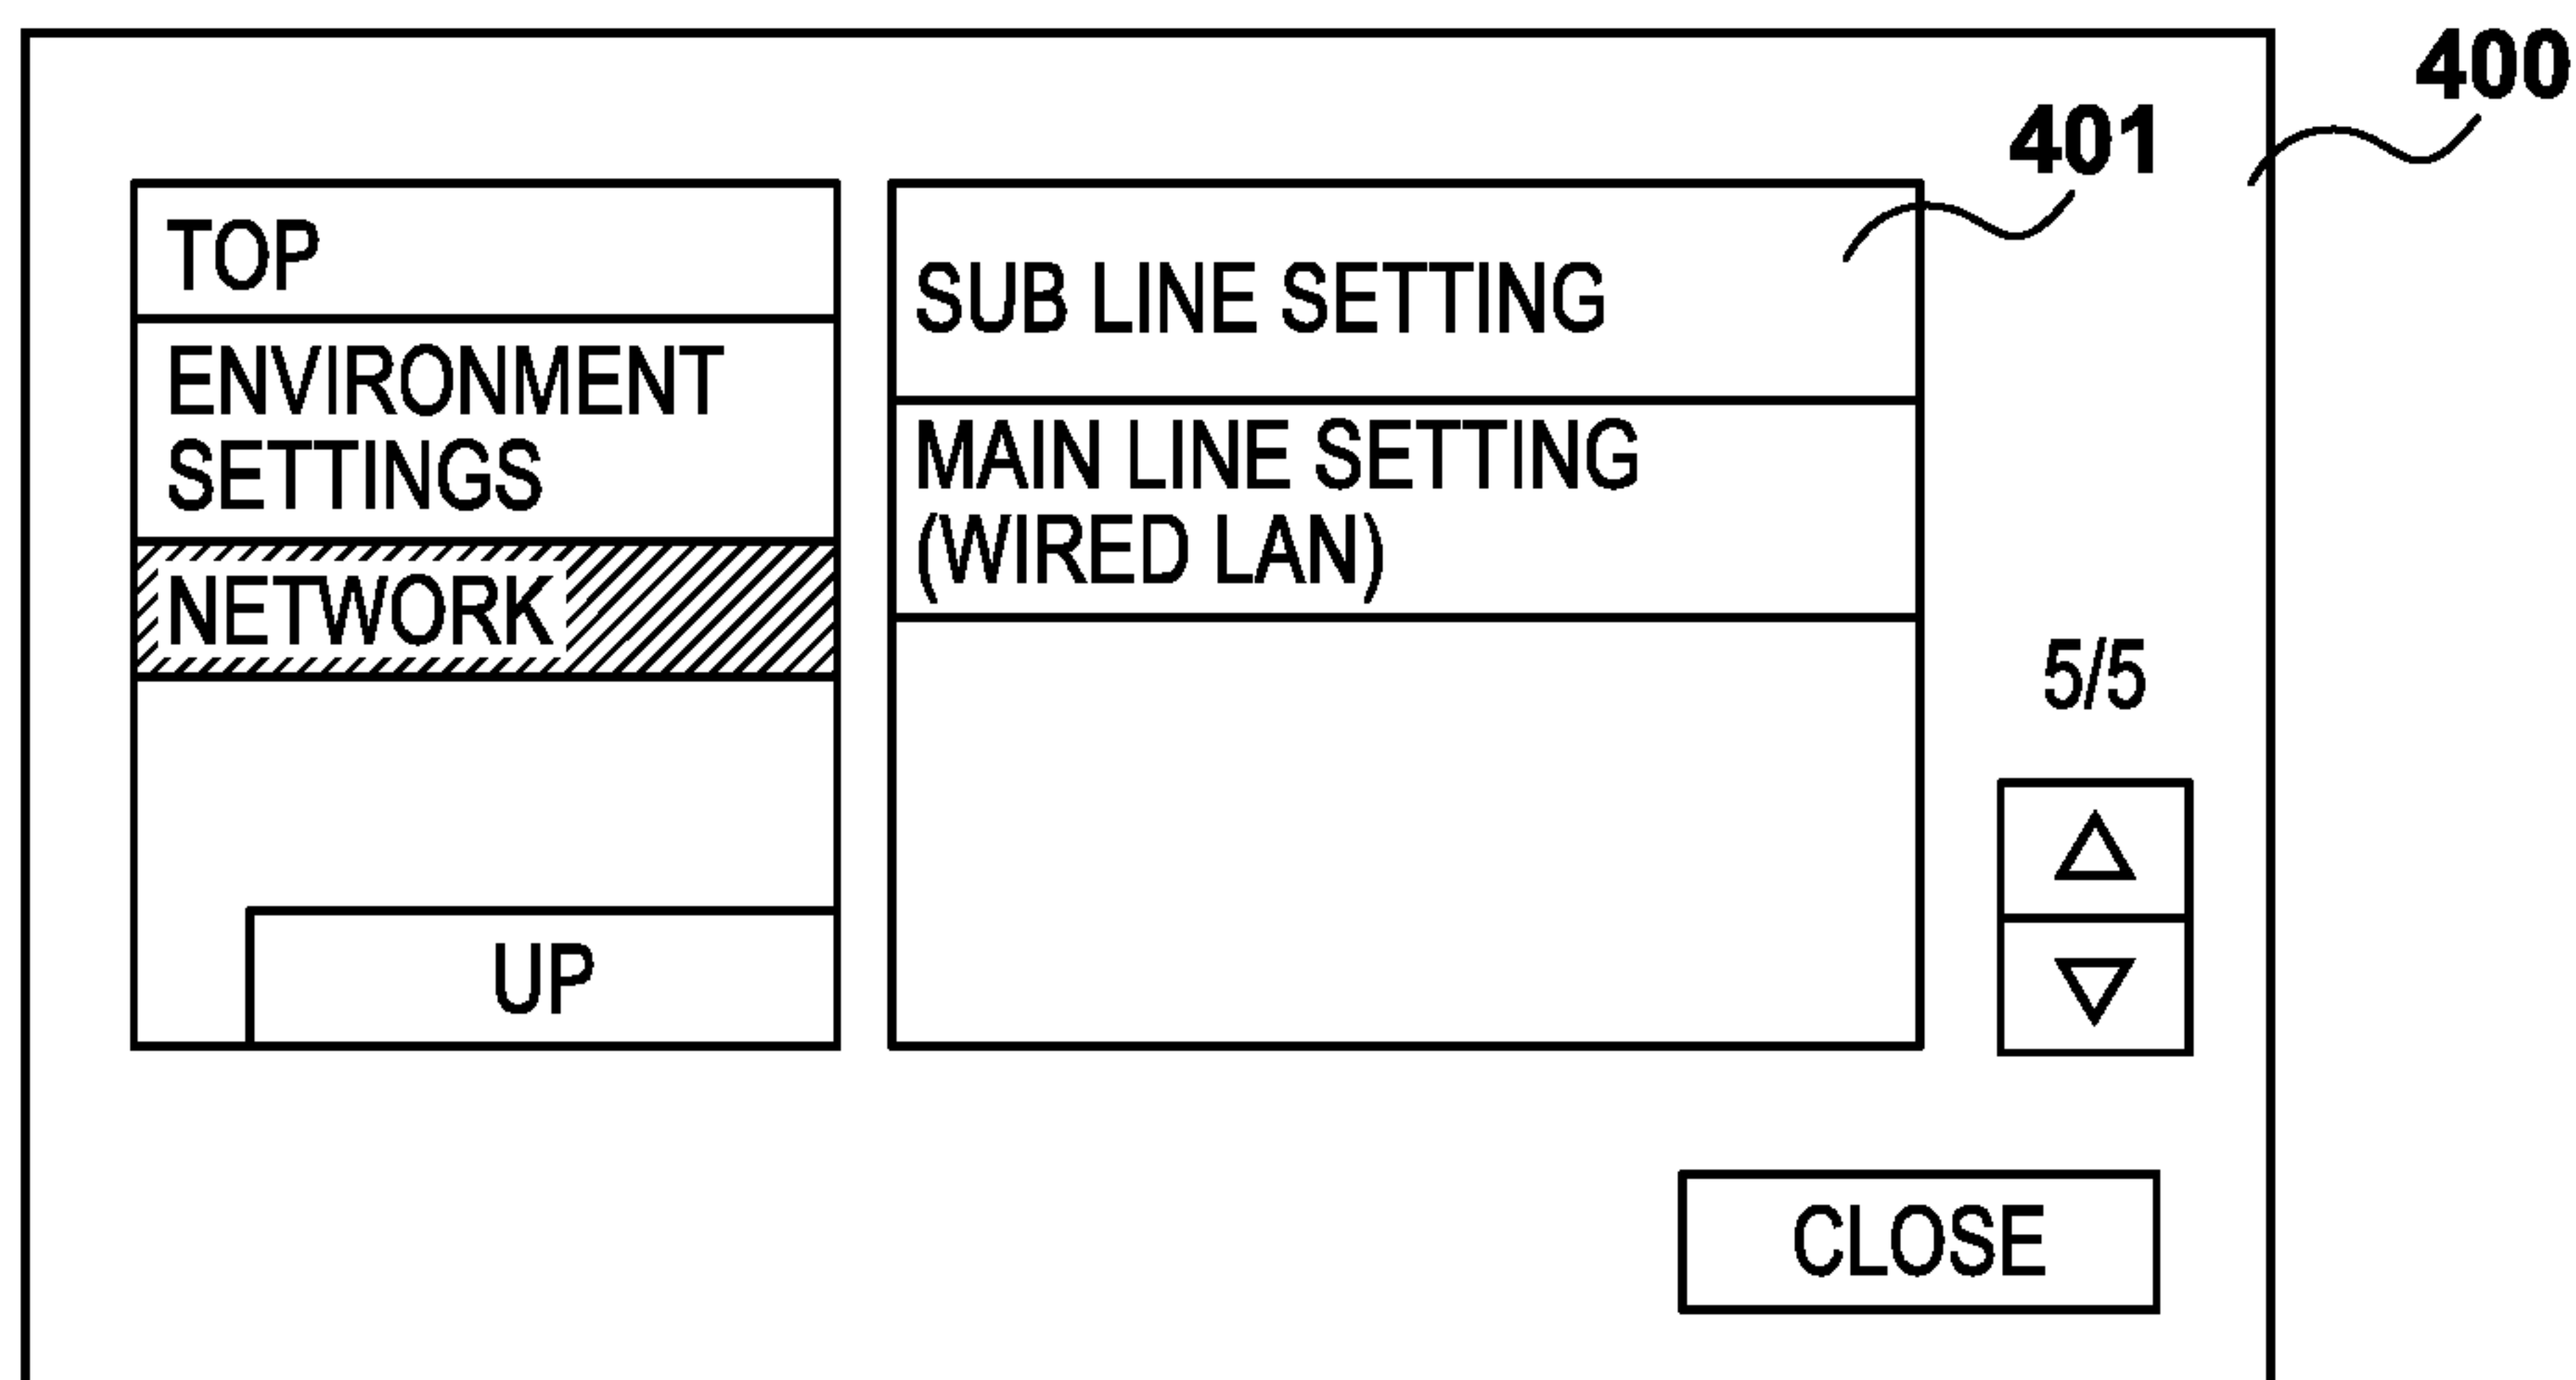 400
401
TOP
ENVIRONMENT
SETTINGS
NETWORK
UP
SUB LINE SETTING
MAIN LINE SETTING
(WIRED LAN)
5/5
CLOSE